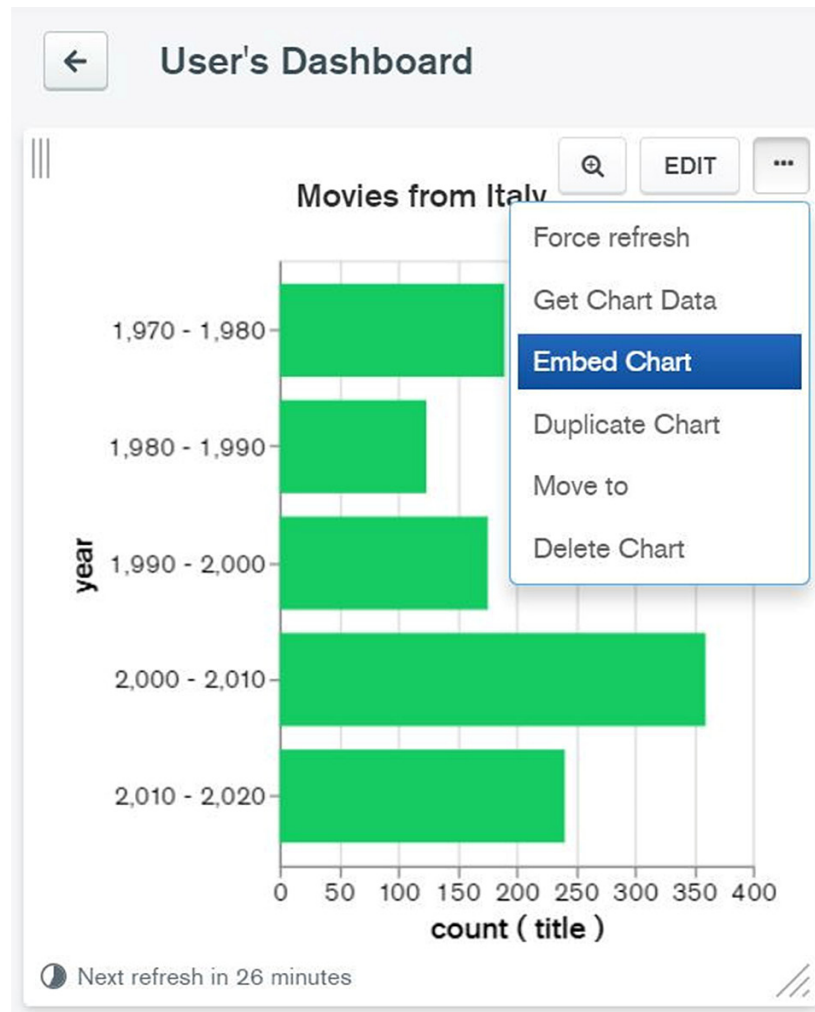 User's Dashboard
EDIT
Movies from Italy
Force refresh
Get Chart Data
Embed Chart
Duplicate Chart
Move to
Delete Chart
1,970 - 1,980
1,980 - 1,990
1,990 - 2,000
2,000 - 2,010
2,010 - 2,020
year
0 50 100 150 200 250 300 350 400
count ( title )
Next refresh in 26 minutes